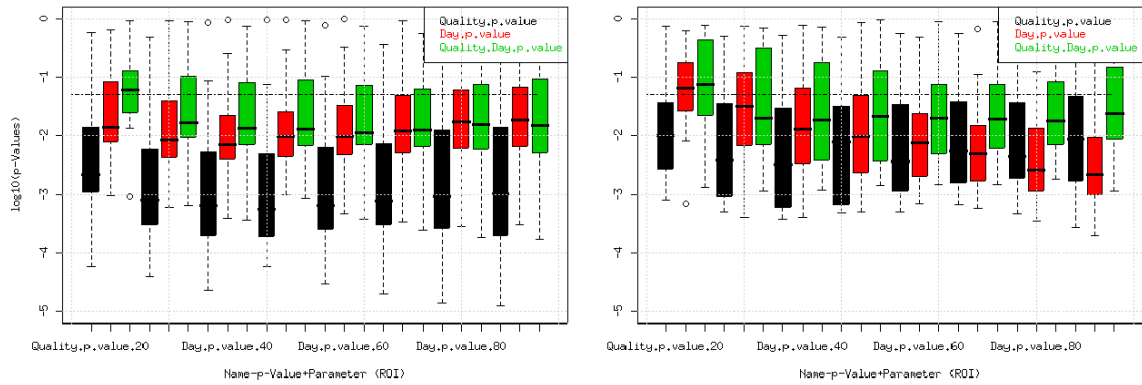 Quality.p.value
Day.p.value
Quality.Day.p.value
log10(p-Values)
0
-1
-2
-3
-4
-5
Quality.p.value.20 Day.p.value.40 Day.p.value.60 Day.p.value.80
Name-p-Value+Parameter (ROI)
Quality.p.value
Day.p.value
Quality.Day.p.value
0
-1
-2
-3
-4
-5
Quality.p.value.20 Day.p.value.40 Day.p.value.60 Day.p.value.80
Name-p-Value+Parameter (ROI)